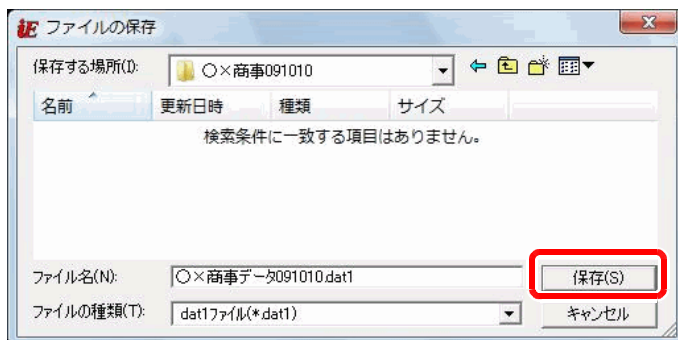 iE ファイルの保存
保存する場所(I):
〇×商事091010
名前 更新日時 種類 サイズ
検索条件に一致する項目はありません。
ファイル名(N): 〇×商事データ091010.dat1 保存(S)
ファイルの種類(T): dat1ファイル(*.dat1) キャンセル